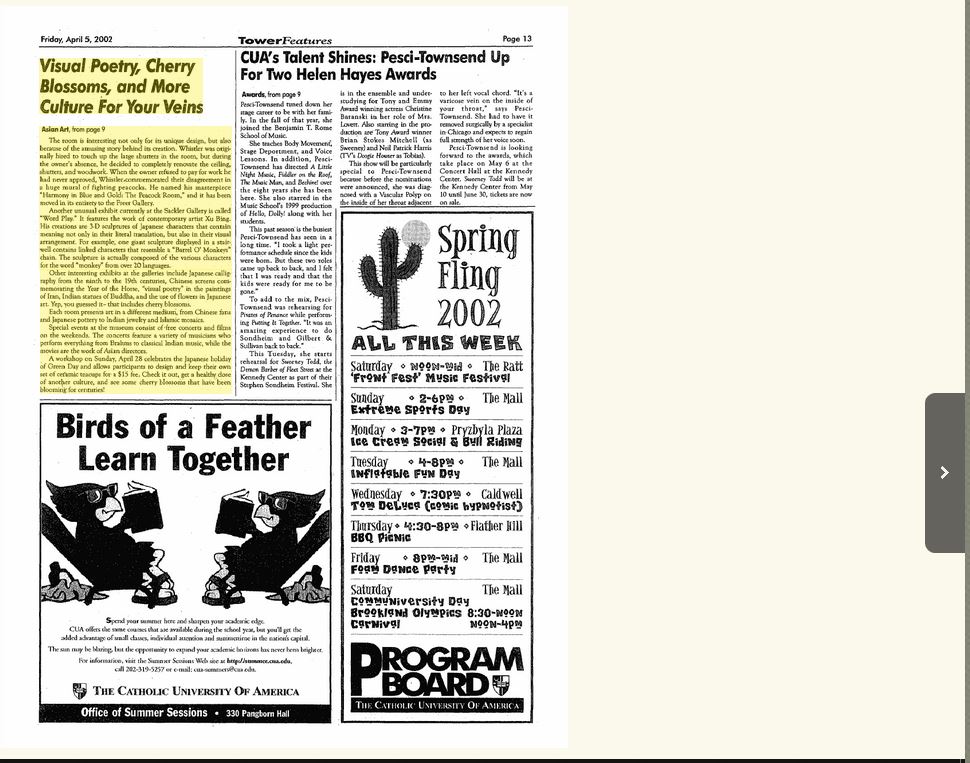 Friday, April 5, 2002
TowerFeatures
Page 13
Visual Poetry, Cherry
Blossoms, and More
Culture For Your Veins
Asian Art, from page 9
The room is interesting not only for its unique design, but also
because of the amusing story behind its creation. Whistler was origi-
nally hired to touch up the large shutters in the room, but during
the owner's absence, he decided to completely renovate the ceiling,
shutters, and woodwork. When the owner refused to pay for work he
had never approved, Whistler commemorated their disagreement in
a huge mural of fighting peacocks. He named his masterpiece
"Harmony in Blue and Gold: The Peacock Room," and it has been
moved in its entirety to the Freer Gallery.
Another unusual exhibit currently at the Sackler Gallery is called
"Word Play." It features the work of contemporary artist Xu Bing.
His creations are 3-D sculptures of Japanese characters that contain
meaning not only in their literal translation, but also in their visual
arrangement. For example, one giant sculpture displayed in a stair-
well contains linked characters that resemble a "Barrel O' Monkeys"
chain. The sculpture is actually composed of the various characters
for the word "monkey" from over 20 languages.
Other interesting exhibits at the galleries include Japanese callig-
raphy from the ninth to the 19th centuries, Chinese screens com-
memorating the Year of the Horse, "visual poetry" in the paintings
of Iran, Indian statues of Buddha, and the use of flowers in Japanese
art. Yep, you guessed it- that includes cherry blossoms.
Each room presents art in a different medium, from Chinese fans
and Japanese pottery to Indian jewelry and Islamic mosaics.
Special events at the museum consist of free concerts and films
on the weekends. The concerts feature a variety of musicians who
perform everything from Brahms to classical Indian music, while the
movies are the work of Asian directors.
A workshop on Sunday, April 28 celebrates the Japanese holiday
of Green Day and allows participants to design and keep their own
set of ceramic teacups for a $15 fee. Check it out, get a healthy dose
of another culture, and see some cherry blossoms that have been
blooming for centuries!
CUA's Talent Shines: Pesci-Townsend Up
For Two Helen Hayes Awards
Awards, from page 9
Pesci-Townsend tuned down her
stage career to be with her fami-
ly. In the fall of that year, she
joined the Benjamin T. Rome
School of Music.
She teaches Body Movement,
Stage Department, and Voice
Lessons. In addition, Pesci-
Townsend has directed A Little
Night Music, Fiddler on the Roof,
The Music Man, and Beehive! over
the eight years she has been
here. She also starred in the
Music School's 1999 production
of Hello, Dolly! along with her
students.
This past season is the busiest
Pesci-Townsend has seen in a
long time. "I took a light per-
formance schedule since the kids
were born. But these two roles
came up back to back, and I felt
that I was ready and that the
kids were ready for me to be
gone."
To add to the mix, Pesci-
Townsend was rehearsing for
Pirates of Penzance while perform-
ing Putting It Together. "It was an
amazing experience to do
Sondheim and Gilbert &
Sullivan back to back."
This Tuesday, she starts
rehearsal for Sweeney Todd, the
Demon Barber of Fleet Street at the
Kennedy Center as part of their
Stephen Sondheim Festival. She
is in the ensemble and under-
studying for Tony and Emmy
Award winning actress Christine
Baranski in her role of Mrs.
Lovett. Also starring in the pro-
duction are Tony Award winner
Brian Stokes Mitchell (as
Sweeney) and Neil Patrick Harris
(TV's Doogie Howser as Tobias).
This show will be particularly
special to Pesci-Townsend
because before the nominations
were announced, she was diag-
nosed with a Vascular Polep on
the inside of her throat adjacent
to her left vocal chord. "It's a
varicose vein on the inside of
your throat," says Pesci-
Townsend. She had to have it
removed surgically by a specialist
in Chicago and expects to regain
full strength of her voice soon.
Pesci-Townsend is looking
forward to the awards, which
take place on May 6 at the
Concert Hall at the Kennedy
Center. Sweeney Todd will be at
the Kennedy Center from May
10 until June 30, tickets are now
on sale.
Birds of a Feather
Learn Together
Spend your summer here and sharpen your academic edge.
CUA offers the same courses that are available during the school year, but you'll get the
added advantage of small classes, individual attention and summertime in the nation's capital.
The sun may be blazing, but the opportunity to expand your academic horizons has never been brighter.
For information, visit the Summer Sessions Web site at http://summer.cua.edu,
call 202-319-5257 or e-mail: cua-summers@cua.edu.
THE CATHOLIC UNIVERSITY OF AMERICA
Office of Summer Sessions • 330 Pangborn Hall
Spring
Fling
2002
ALL THIS WEEK
Saturday ⋄ NOON-Mid ⋄ The Ratt
'Front Fest' Music Festival
Sunday ⋄ 2-6PM ⋄ The Mall
Extreme Sports Day
Monday ⋄ 3-7PM ⋄ Pryzbyla Plaza
Ice Cream Social & Bull Riding
Tuesday ⋄ 4-8PM ⋄ The Mall
Inflatable Fun Day
Wednesday ⋄ 7:30PM ⋄ Caldwell
Tom DeLuca (comic hypnotist)
Thursday ⋄ 4:30-8PM ⋄ Flather Hill
BBQ Picnic
Friday ⋄ 8PM-Mid ⋄ The Mall
Foam Dance Party
Saturday The Mall
Communiversity Day
Brookland Olympics 8:30-NOON
Carnival NOON-4PM
PROGRAM
BOARD
THE CATHOLIC UNIVERSITY OF AMERICA